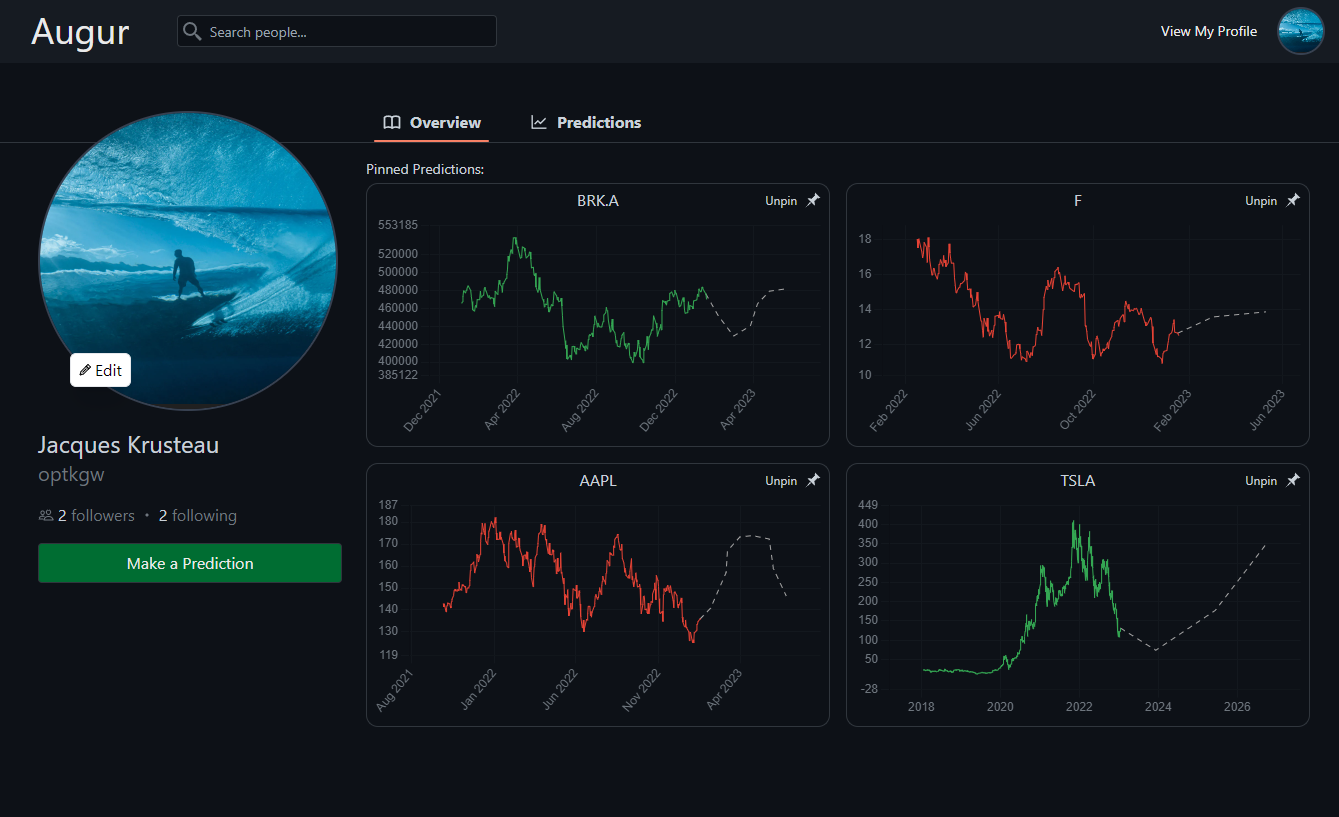 Augur
Search people...
View My Profile
Overview
Predictions
Pinned Predictions:
BRK.A
Unpin
553185
520000
500000
480000
460000
440000
420000
400000
385122
Dec 2021
Apr 2022
Aug 2022
Dec 2022
Apr 2023
F
Unpin
18
16
14
12
10
Feb 2022
Jun 2022
Oct 2022
Feb 2023
Jun 2023
Edit
Jacques Krusteau
optkgw
2 followers · 2 following
Make a Prediction
AAPL
Unpin
187
180
170
160
150
140
130
119
Aug 2021
Jan 2022
Jun 2022
Nov 2022
Apr 2023
TSLA
Unpin
449
400
350
300
250
200
150
100
50
-28
2018
2020
2022
2024
2026